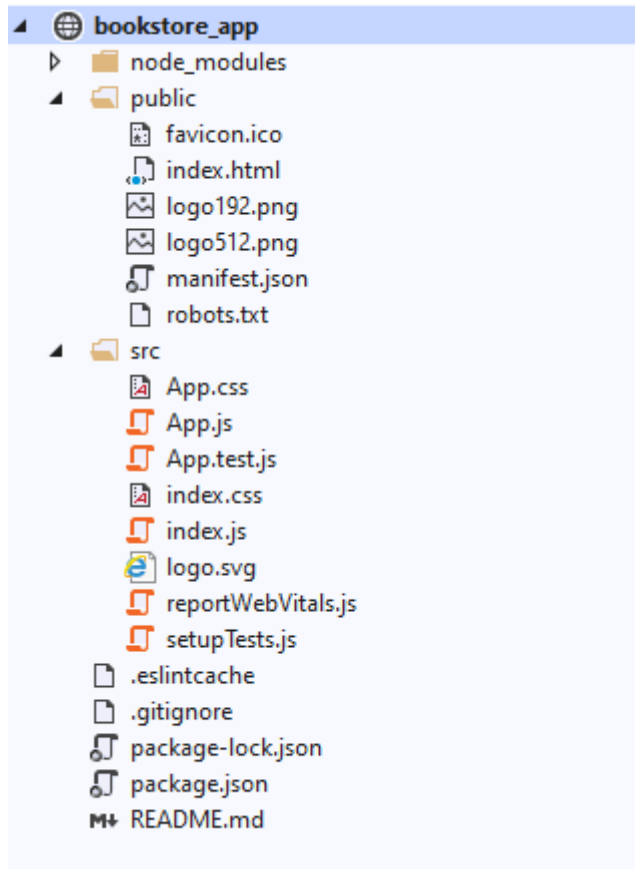 bookstore_app
node_modules
public
favicon.ico
index.html
logo192.png
logo512.png
manifest.json
robots.txt
src
App.css
App.js
App.test.js
index.css
index.js
logo.svg
reportWebVitals.js
setupTests.js
.eslintcache
.gitignore
package-lock.json
package.json
README.md